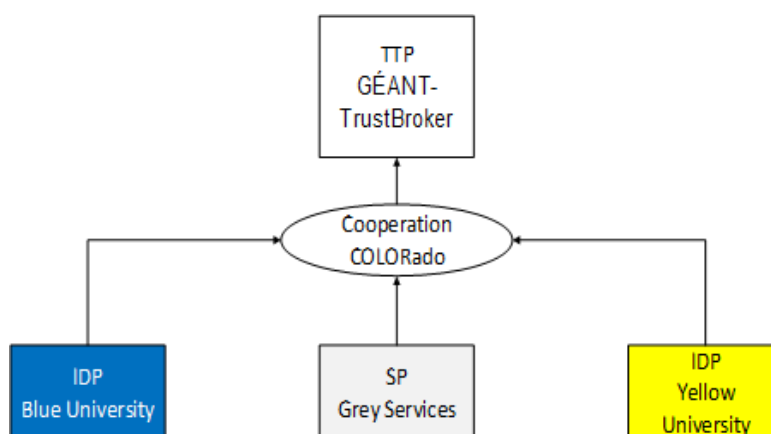 TTP
GÉANT-
TrustBroker
Cooperation
COLORado
IDP
Blue University
SP
Grey Services
IDP
Yellow
University